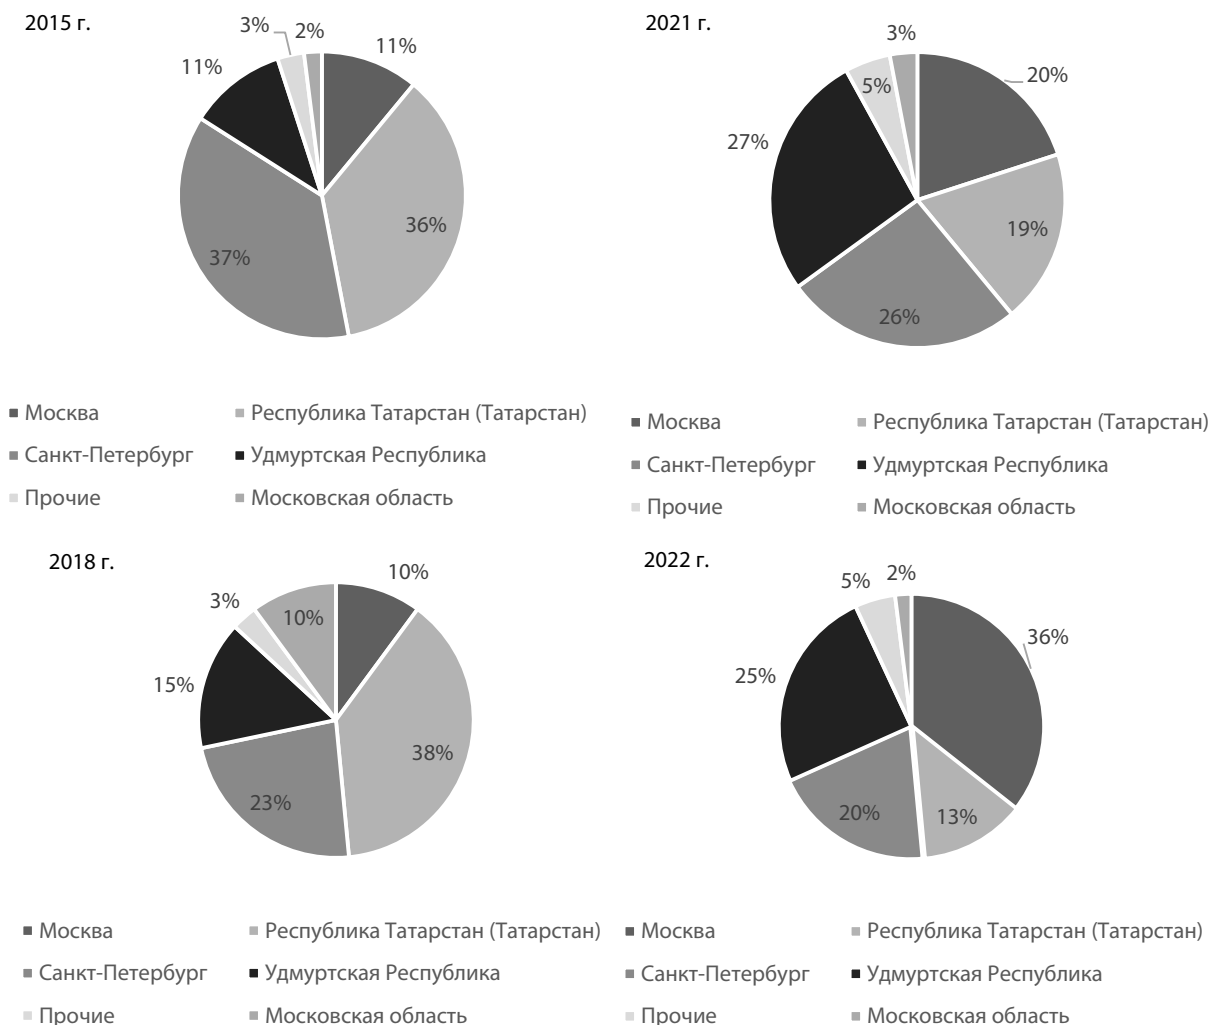 2015 г.
3%
2%
11%
11%
36%
37%
■ Москва
■ Республика Татарстан (Татарстан)
■ Санкт-Петербург
■ Удмуртская Республика
■ Прочие
■ Московская область
2021 г.
3%
20%
5%
27%
19%
26%
■ Москва
■ Республика Татарстан (Татарстан)
■ Санкт-Петербург
■ Удмуртская Республика
■ Прочие
■ Московская область
2018 г.
10%
3%
10%
15%
38%
23%
■ Москва
■ Республика Татарстан (Татарстан)
■ Санкт-Петербург
■ Удмуртская Республика
■ Прочие
■ Московская область
2022 г.
5%
2%
36%
25%
20%
13%
■ Москва
■ Республика Татарстан (Татарстан)
■ Санкт-Петербург
■ Удмуртская Республика
■ Прочие
■ Московская область